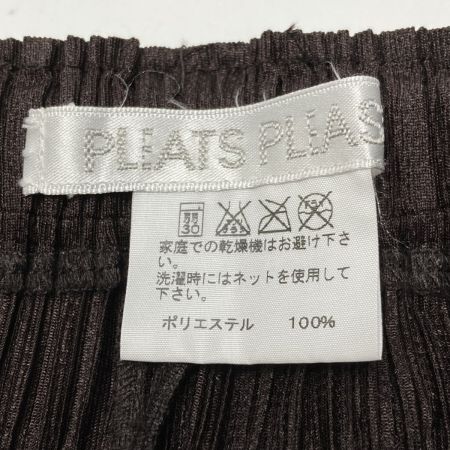 PLEATS PLEAS
弱
30
家庭での乾燥機はお避け下さ
い。
洗濯時にはネットを使用して
下さい。
ポリエステル 100%